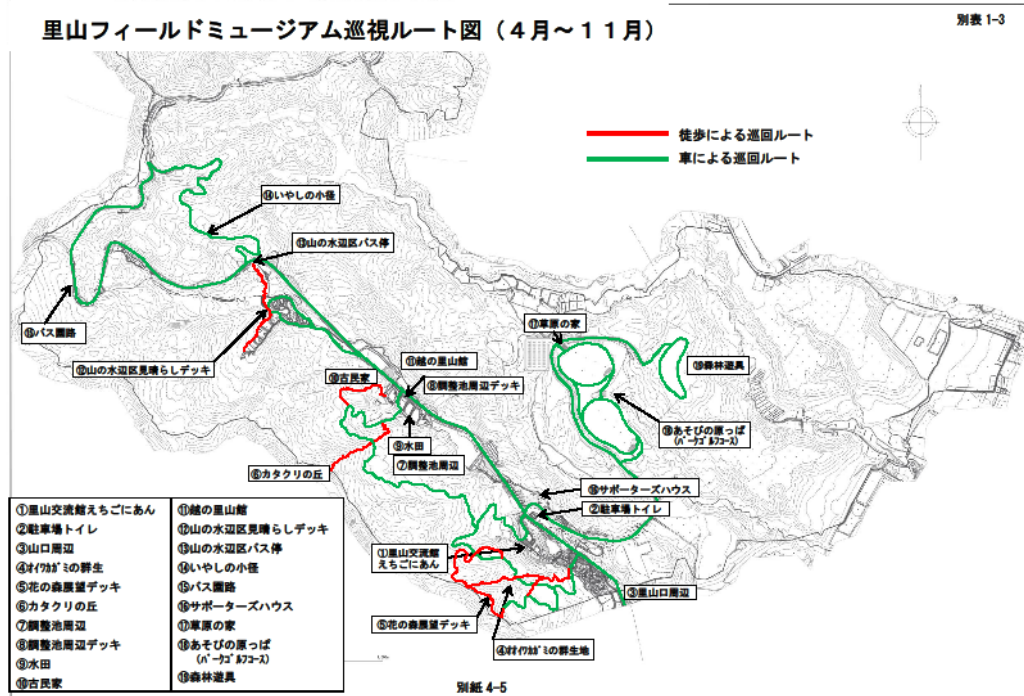 里山フィールドミュージアム巡視ルート図（４月～１１月）
別表 1-3
徒歩による巡回ルート
車による巡回ルート
⑭いやしの小径
⑬山の水辺区バス停
⑮バス園路
⑫山の水辺区見晴らしデッキ
⑰草原の家
⑪越の里山館
⑲森林遊具
⑩古民家
⑧調整池周辺デッキ
⑱あそびの原っぱ
(ﾊﾟｰｸｺﾞﾙﾌｺｰｽ)
⑨水田
⑦調整池周辺
⑥カタクリの丘
⑯サポーターズハウス
②駐車場トイレ
①里山交流館
えちごにあん
③里山口周辺
⑤花の森展望デッキ
④ｵｵｲﾜｶｶﾞﾐの群生地
①里山交流館えちごにあん
②駐車場トイレ
③山口周辺
④ｵｵｲﾜｶｶﾞﾐの群生
⑤花の森展望デッキ
⑥カタクリの丘
⑦調整池周辺
⑧調整池周辺デッキ
⑨水田
⑩古民家
⑪越の里山館
⑫山の水辺区見晴らしデッキ
⑬山の水辺区バス停
⑭いやしの小径
⑮バス園路
⑯サポーターズハウス
⑰草原の家
⑱あそびの原っぱ
(ﾊﾟｰｸｺﾞﾙﾌｺｰｽ)
⑲森林遊具
別紙 4-5